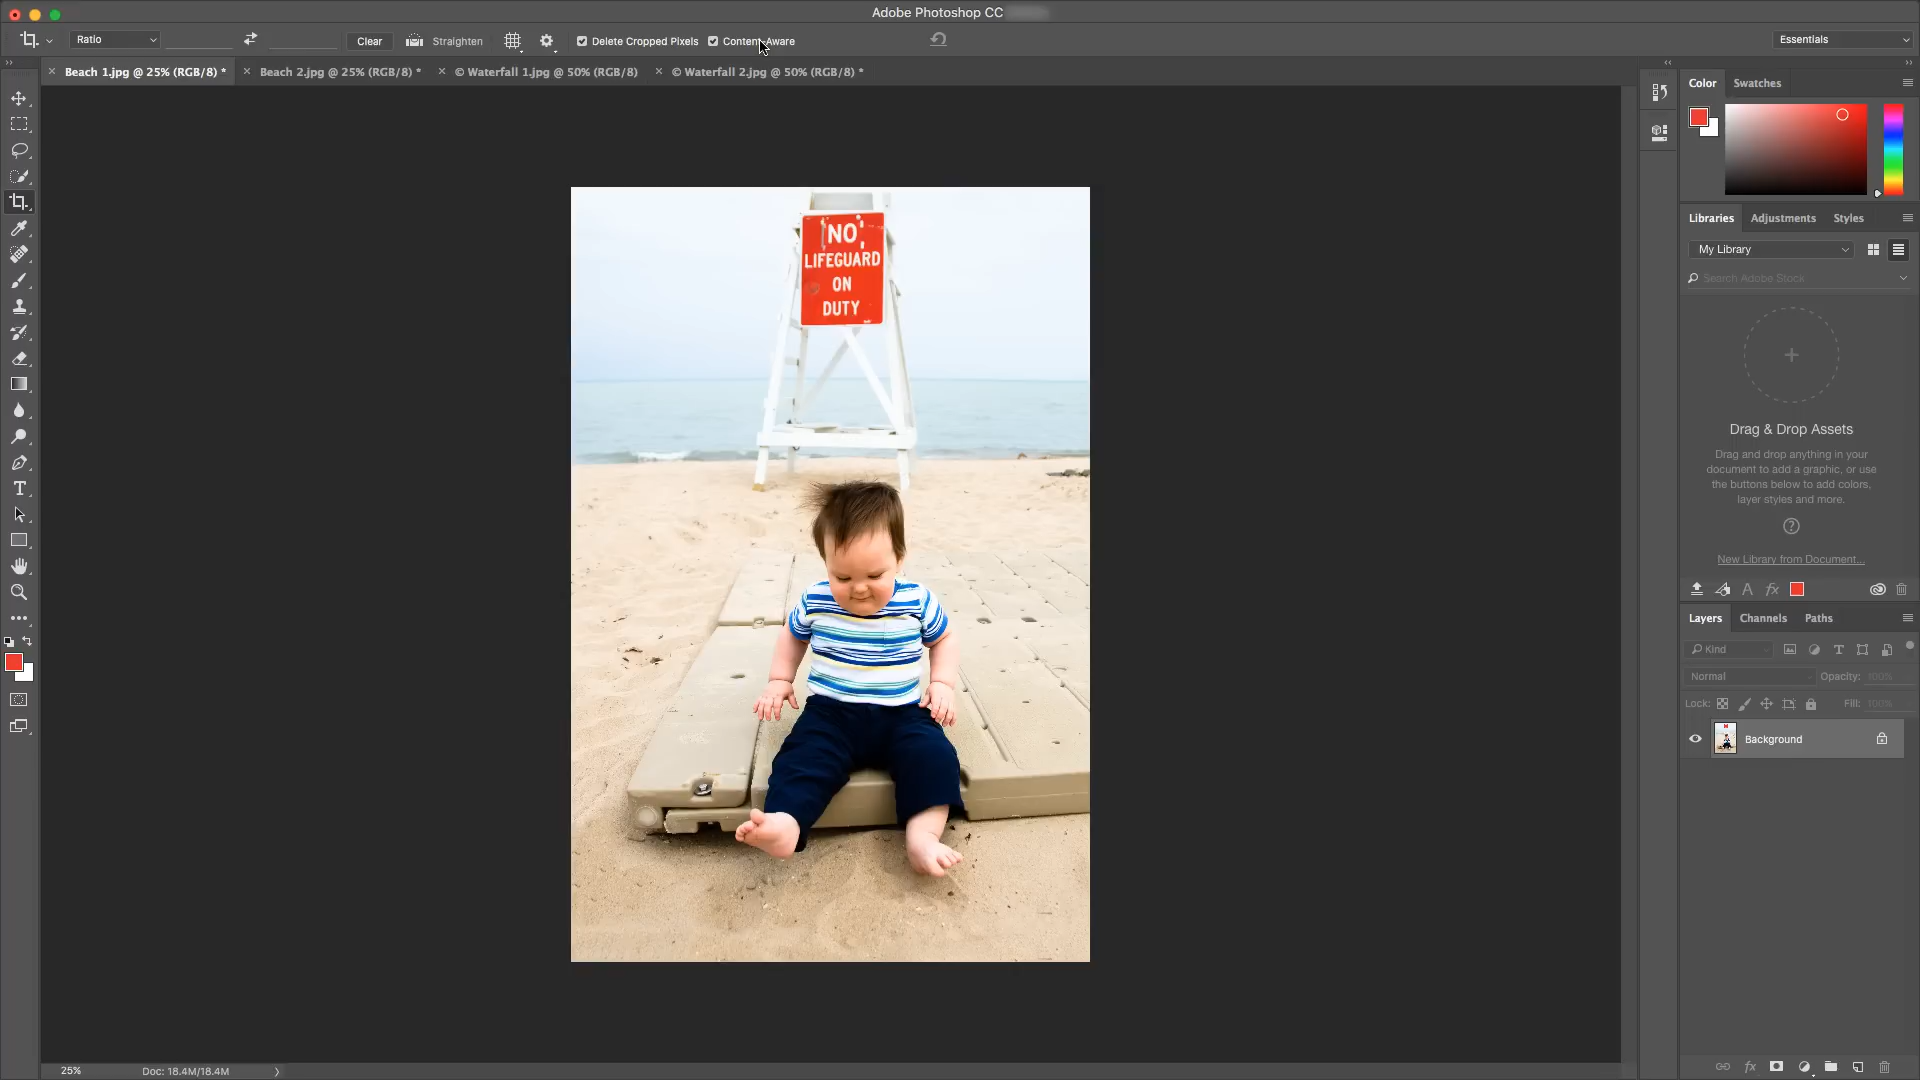 Adobe Photoshop CC
Ratio
Clear
Straighten
Delete Cropped Pixels
Content-Aware
Essentials
Beach 1.jpg @ 25% (RGB/8) *
Beach 2.jpg @ 25% (RGB/8) *
© Waterfall 1.jpg @ 50% (RGB/8)
© Waterfall 2.jpg @ 50% (RGB/8) *
Color
Swatches
Libraries
Adjustments
Styles
My Library
Search Adobe Stock
Drag & Drop Assets
Drag and drop anything in your
document to add a graphic, or use
the buttons below to add colors,
layer styles and more.
New Library from Document...
Layers
Channels
Paths
Kind
Normal
Opacity: 100%
Lock:
Fill: 100%
Background
NO
LIFEGUARD
ON
DUTY
25%
Doc: 18.4M/18.4M